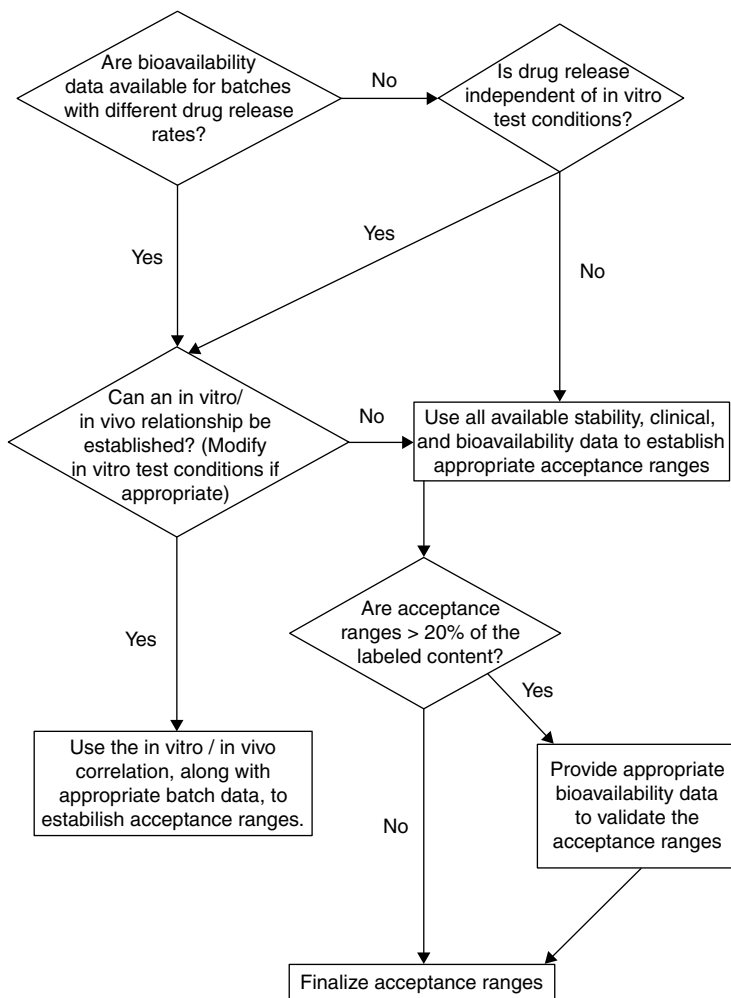 Are bioavailability
data available for batches
with different drug release
rates?
No
Is drug release
independent of in vitro
test conditions?
Yes
Yes
No
Can an in vitro/
in vivo relationship be
established? (Modify
in vitro test conditions if
appropriate)
No
Use all available stability, clinical,
and bioavailability data to establish
appropriate acceptance ranges
Yes
Are acceptance
ranges > 20% of the
labeled content?
Yes
Use the in vitro / in vivo
correlation, along with
appropriate batch data, to
estabilish acceptance ranges.
No
Provide appropriate
bioavailability data
to validate the
acceptance ranges
Finalize acceptance ranges